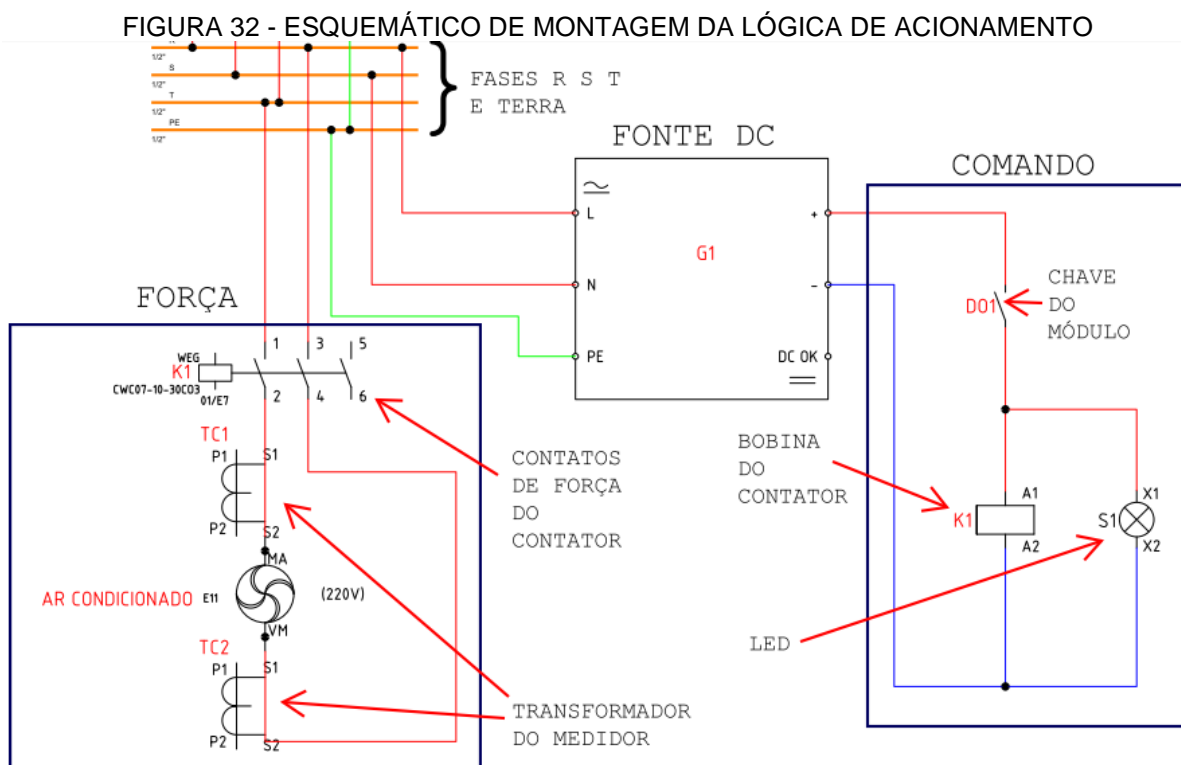 FIGURA 32 - ESQUEMÁTICO DE MONTAGEM DA LÓGICA DE ACIONAMENTO
1/2"
S
1/2"
T
1/2"
PE
1/2"
FASES R S T
E TERRA
FONTE DC
L
N
PE
G1
+
-
DC OK
COMANDO
DO1
CHAVE
DO
MÓDULO
BOBINA
DO
CONTATOR
K1
A1
A2
S1
X1
X2
LED
FORÇA
WEG
K1
CWC07-10-30C03
01/E7
1
3
5
2
4
6
CONTATOS
DE FORÇA
DO
CONTATOR
TC1
P1
S1
P2
S2
MA
AR CONDICIONADO
E11
(220V)
VM
TC2
P1
S1
P2
S2
TRANSFORMADOR
DO MEDIDOR